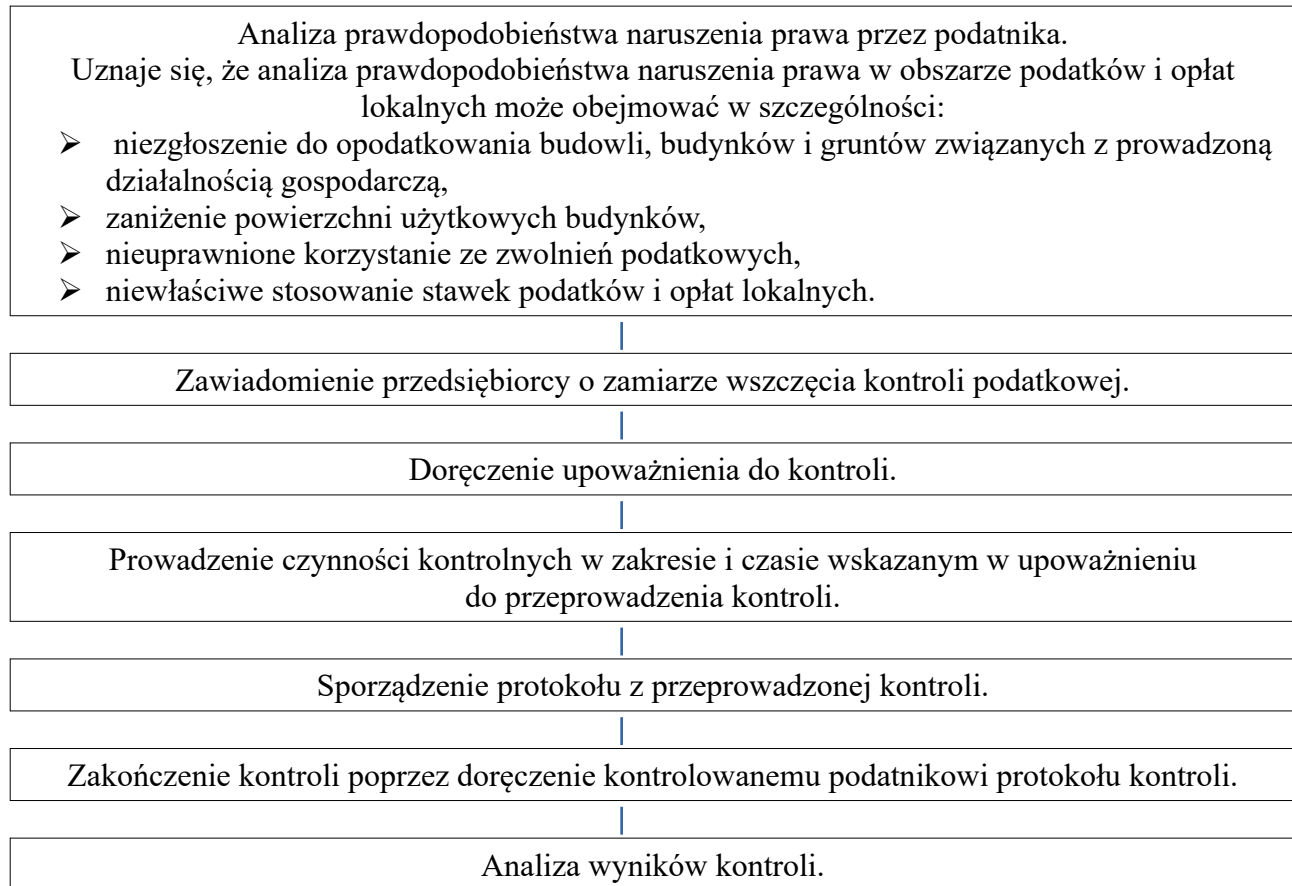 Analiza prawdopodobieństwa naruszenia prawa przez podatnika.
Uznaje się, że analiza prawdopodobieństwa naruszenia prawa w obszarze podatków i opłat
lokalnych może obejmować w szczególności:
➢ niezgłoszenie do opodatkowania budowli, budynków i gruntów związanych z prowadzoną
działalnością gospodarczą,
➢ zaniżenie powierzchni użytkowych budynków,
➢ nieuprawnione korzystanie ze zwolnień podatkowych,
➢ niewłaściwe stosowanie stawek podatków i opłat lokalnych.
Zawiadomienie przedsiębiorcy o zamiarze wszczęcia kontroli podatkowej.
Doręczenie upoważnienia do kontroli.
Prowadzenie czynności kontrolnych w zakresie i czasie wskazanym w upoważnieniu
do przeprowadzenia kontroli.
Sporządzenie protokołu z przeprowadzonej kontroli.
Zakończenie kontroli poprzez doręczenie kontrolowanemu podatnikowi protokołu kontroli.
Analiza wyników kontroli.